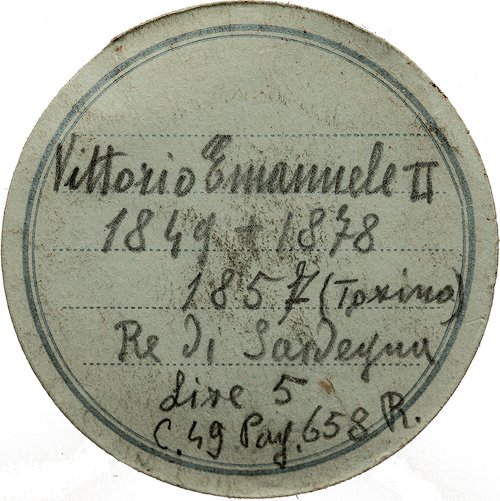 Vittorio Emanuele II
1849 + 1878
1857 (Torino)
Re di Sardegna
Lire 5
C. 49 Pag. 658 R.